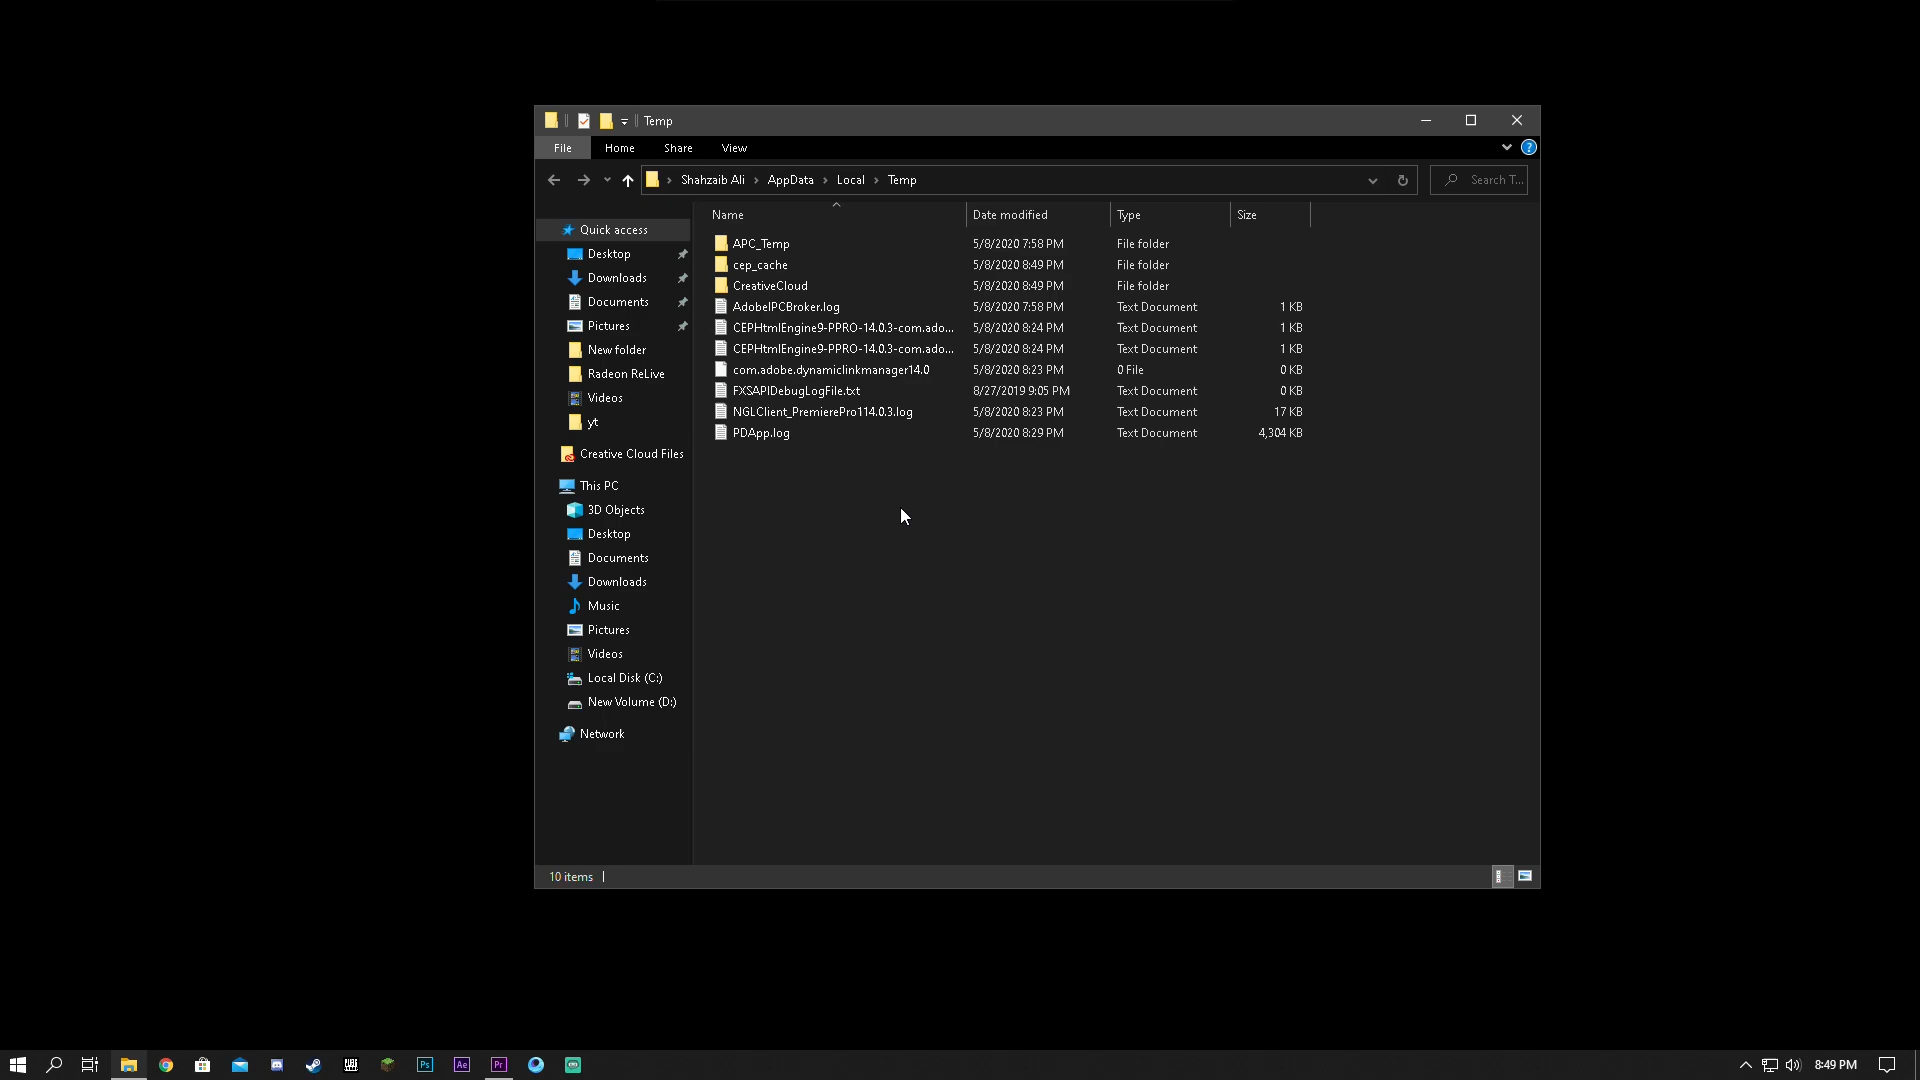 Temp
File Home Share View
Shahzaib Ali > AppData > Local > Temp
Search T...
Name Date modified Type Size
Quick access
Desktop
Downloads
Documents
Pictures
New folder
Radeon ReLive
Videos
yt
Creative Cloud Files
This PC
3D Objects
Desktop
Documents
Downloads
Music
Pictures
Videos
Local Disk (C:)
New Volume (D:)
Network
APC_Temp 5/8/2020 7:58 PM File folder
cep_cache 5/8/2020 8:49 PM File folder
CreativeCloud 5/8/2020 8:49 PM File folder
AdobeIPCBroker.log 5/8/2020 7:58 PM Text Document 1 KB
CEPHtmlEngine9-PPRO-14.0.3-com.ado... 5/8/2020 8:24 PM Text Document 1 KB
CEPHtmlEngine9-PPRO-14.0.3-com.ado... 5/8/2020 8:24 PM Text Document 1 KB
com.adobe.dynamiclinkmanager14.0 5/8/2020 8:23 PM 0 File 0 KB
FXSAPIDebugLogFile.txt 8/27/2019 9:05 PM Text Document 0 KB
NGLClient_PremierePro114.0.3.log 5/8/2020 8:23 PM Text Document 17 KB
PDApp.log 5/8/2020 8:29 PM Text Document 4,304 KB
10 items
PUBG Ps Ae Pr
8:49 PM